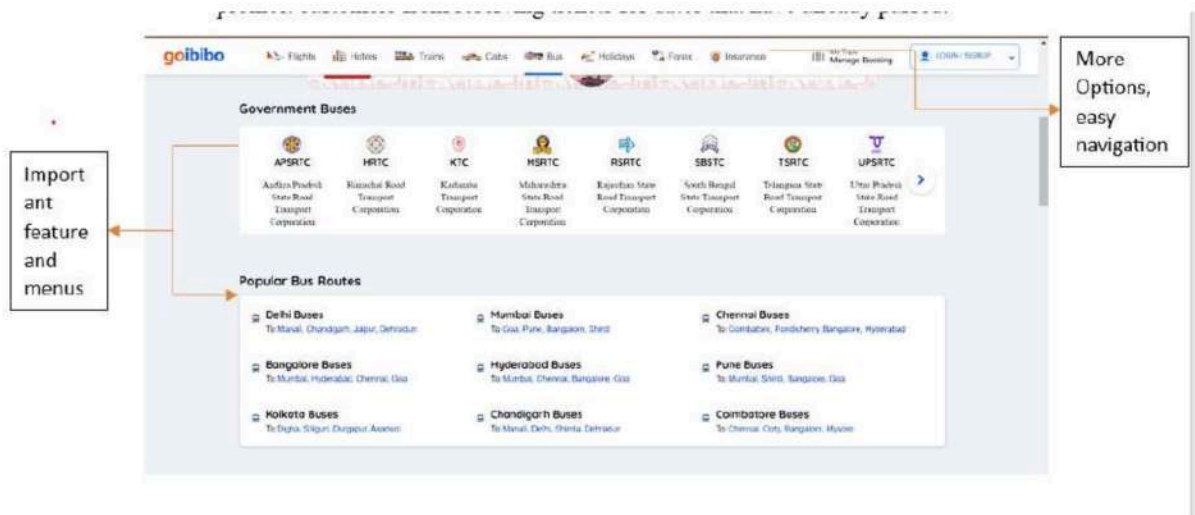 goibibo
Flights Hotels Trains Cabs Bus Holidays Forex Insurance My Trips Manage Booking LOGIN / SIGNUP
More
Options,
easy
navigation
Government Buses
Import
ant
feature
and
menus
APSRTC HRTC KTC MSRTC RSRTC SBSTC TSRTC UPSRTC
Andhra Pradesh Himachal Road Kadamba Maharashtra Rajasthan State South Bengal Telangana State Uttar Pradesh
State Road Transport Transport State Road Road Transport State Transport Road Transport State Road
Transport Corporation Corporation Transport Corporation Corporation Corporation Transport
Corporation Corporation Corporation
Popular Bus Routes
Delhi Buses
To: Manali, Chandigarh, Jaipur, Dehradun
Mumbai Buses
To: Goa, Pune, Bangalore, Shirdi
Chennai Buses
To: Coimbatore, Pondicherry, Bangalore, Hyderabad
Bangalore Buses
To: Mumbai, Hyderabad, Chennai, Goa
Hyderabad Buses
To: Mumbai, Chennai, Bangalore, Goa
Pune Buses
To: Mumbai, Shirdi, Bangalore, Goa
Kolkata Buses
To: Digha, Siliguri, Durgapur, Asansol
Chandigarh Buses
To: Manali, Delhi, Shimla, Dehradun
Coimbatore Buses
To: Chennai, Ooty, Bangalore, Mysore